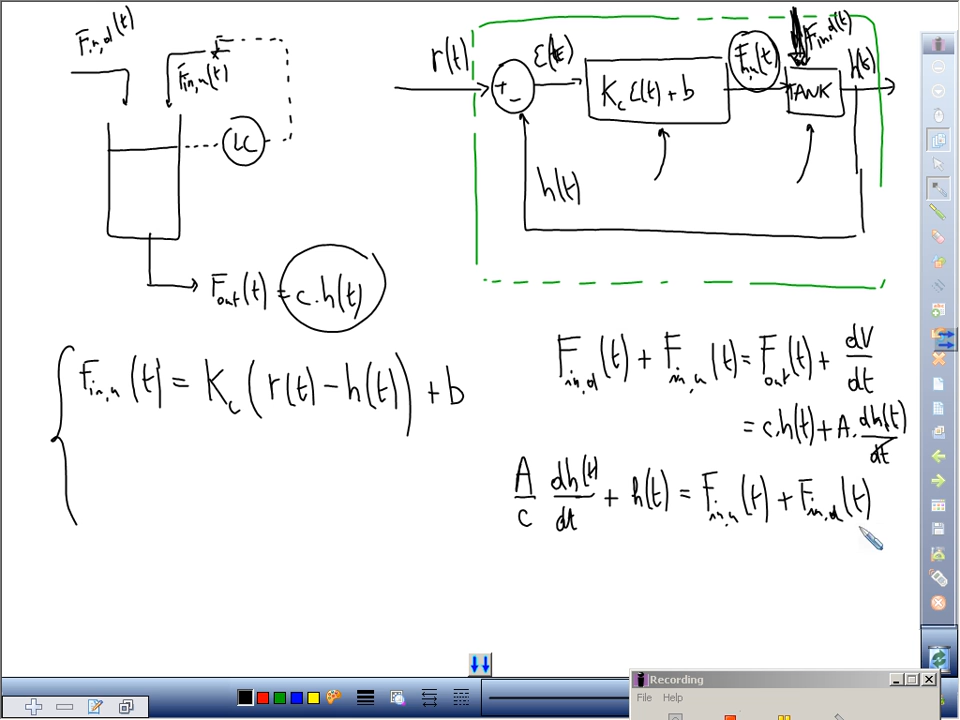 F_in,d(t)
F_in,u(t)
LC
F_out(t) = c.h(t)
r(t)
ε(t)
+
-
K_c ε(t) + b
F_in,u(t)
F_in,d(t)
TANK
h(t)
h(t)
F_in,u(t) = K_c (r(t) - h(t)) + b
F_in,d(t) + F_in,u(t) = F_out(t) + dV/dt
= c.h(t) + A. dh(t)/dt
A/c dh(t)/dt + h(t) = F_in,u(t) + F_in,d(t)
Recording
File Help